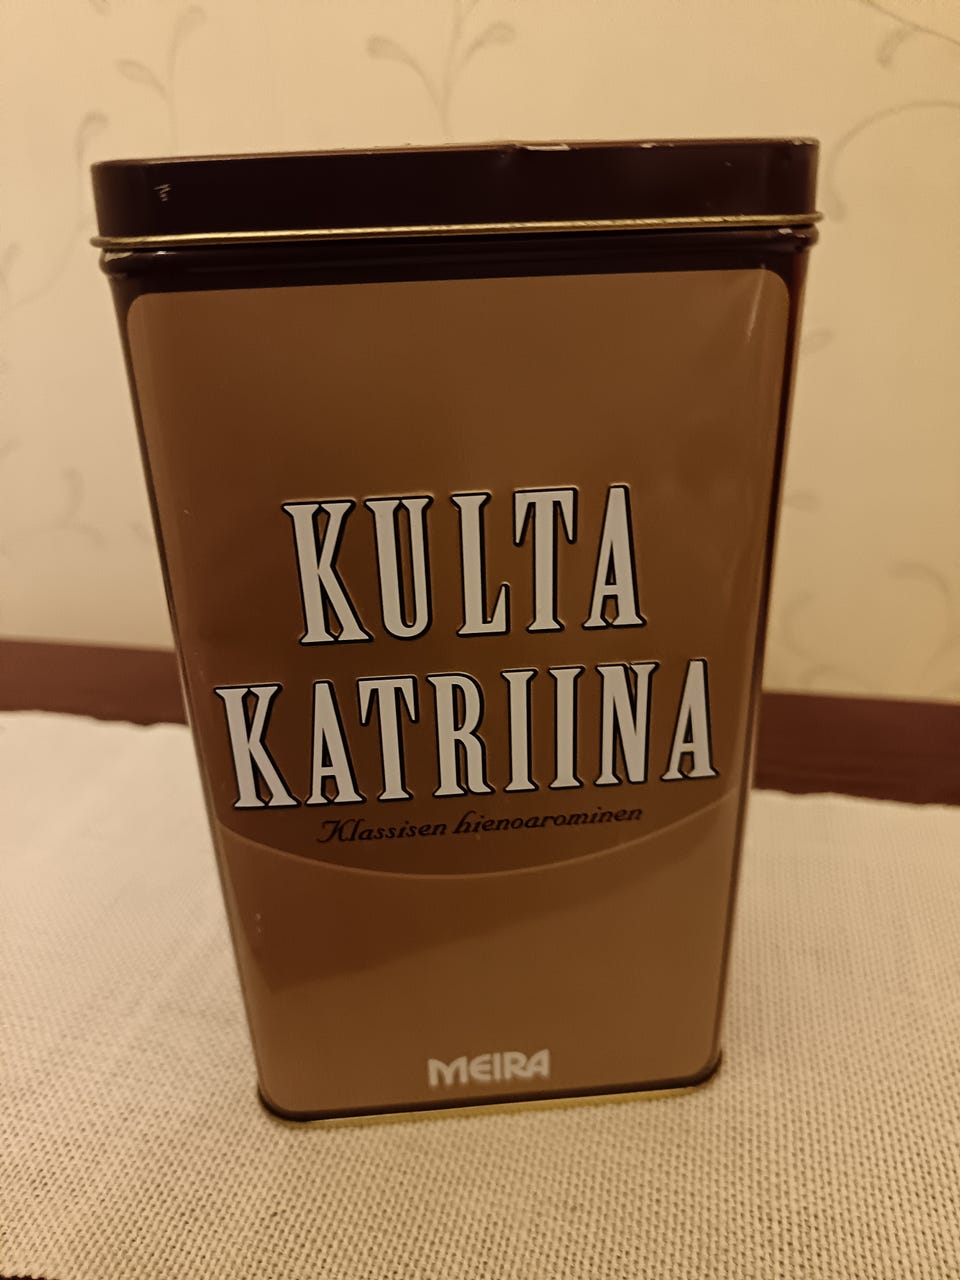 KULTA
KATRIINA
Klassisen hienoarominen
MEIRA